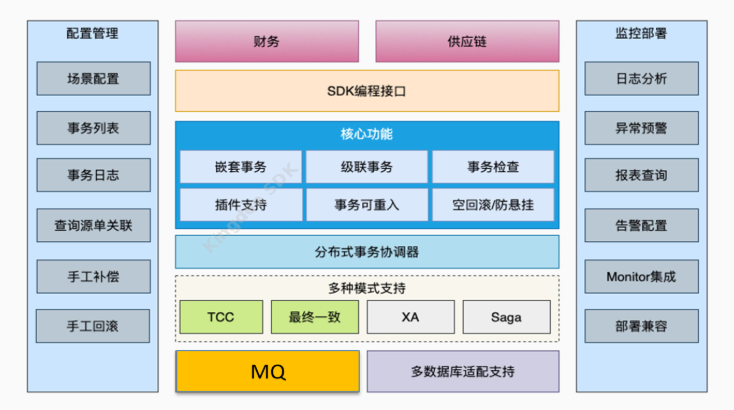 配置管理
场景配置
事务列表
事务日志
查询源单关联
手工补偿
手工回滚
财务
供应链
SDK编程接口
核心功能
嵌套事务
级联事务
事务检查
插件支持
事务可重入
空回滚/防悬挂
分布式事务协调器
多种模式支持
TCC
最终一致
XA
Saga
MQ
多数据库适配支持
监控部署
日志分析
异常预警
报表查询
告警配置
Monitor集成
部署兼容